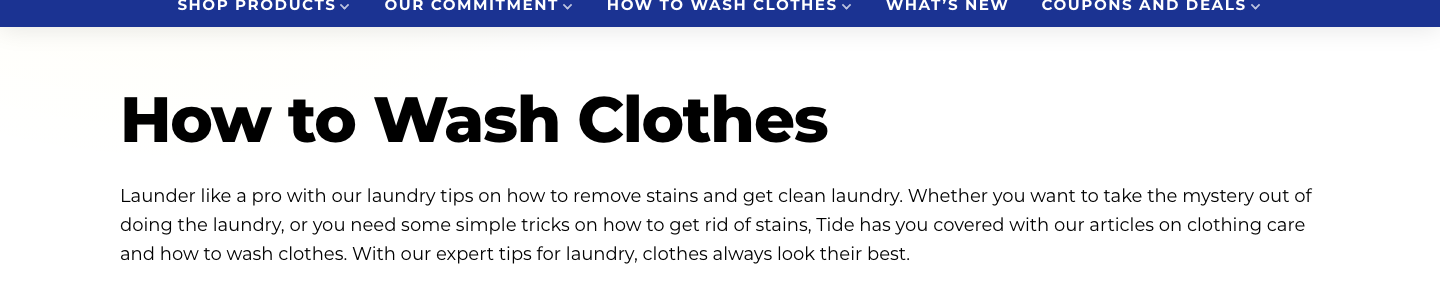 SHOP PRODUCTS OUR COMMITMENT HOW TO WASH CLOTHES WHAT’S NEW COUPONS AND DEALS
How to Wash Clothes
Launder like a pro with our laundry tips on how to remove stains and get clean laundry. Whether you want to take the mystery out of
doing the laundry, or you need some simple tricks on how to get rid of stains, Tide has you covered with our articles on clothing care
and how to wash clothes. With our expert tips for laundry, clothes always look their best.